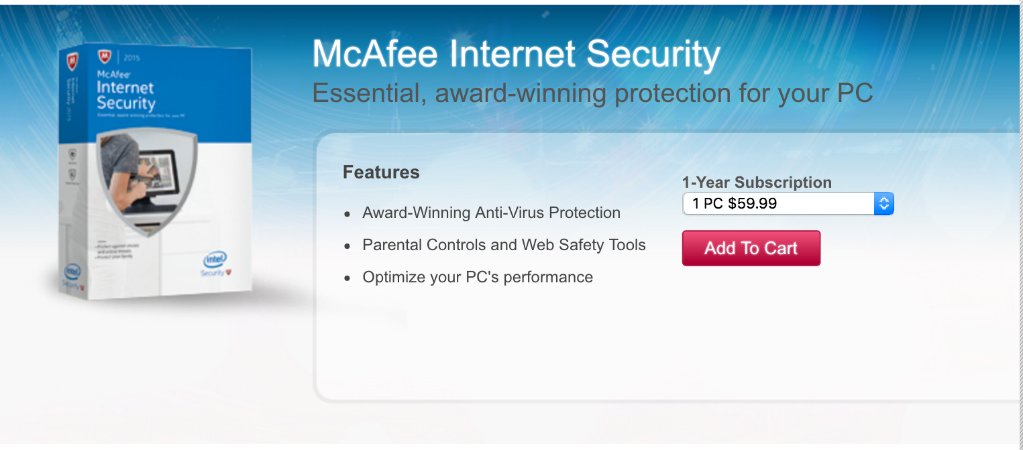 McAfee Internet Security
Essential, award-winning protection for your PC
2015
McAfee
Internet
Security
intel
Security
intel
Security
Features
Award-Winning Anti-Virus Protection
Parental Controls and Web Safety Tools
Optimize your PC's performance
1-Year Subscription
1 PC $59.99
Add To Cart